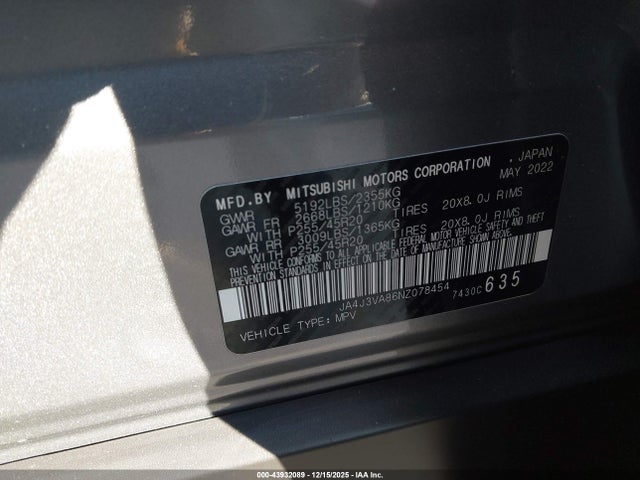 MFD.BY MITSUBISHI MOTORS CORPORATION . JAPAN
MAY 2022
GVWR 5192LBS/2355KG
GAWR FR 2668LBS/1210KG
WITH P255/45R20 TIRES 20X8.0J RIMS
GAWR RR 3009LBS/1365KG
WITH P255/45R20 TIRES 20X8.0J RIMS
THIS VEHICLE CONFORMS TO ALL APPLICABLE FEDERAL MOTOR VEHICLE SAFETY AND THEFT
PREVENTION STANDARDS IN EFFECT ON THE DATE OF MANUFACTURE SHOWN ABOVE.
JA4J3VA86NZ078454 7430C 635
VEHICLE TYPE: MPV
000-43932089 - 12/15/2025 - IAA Inc.